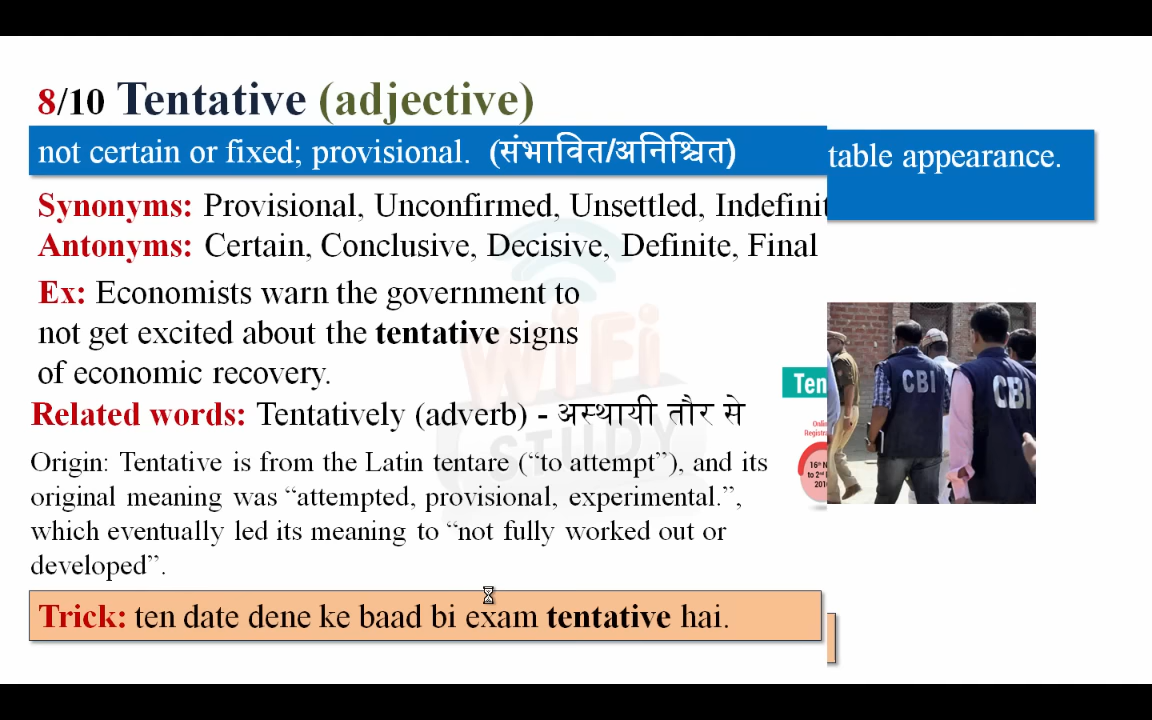 8/10 Tentative (adjective)
not certain or fixed; provisional. (संभावित/अनिश्चित)
table appearance.
Synonyms: Provisional, Unconfirmed, Unsettled, Indefinit
Antonyms: Certain, Conclusive, Decisive, Definite, Final
Ex: Economists warn the government to
not get excited about the tentative signs
of economic recovery.
Related words: Tentatively (adverb) - अस्थायी तौर से
Origin: Tentative is from the Latin tentare (“to attempt”), and its
original meaning was “attempted, provisional, experimental.”,
which eventually led its meaning to “not fully worked out or
developed”.
Trick: ten date dene ke baad bi exam tentative hai.
WiFi
STUDY
Ten
CBI
CBI